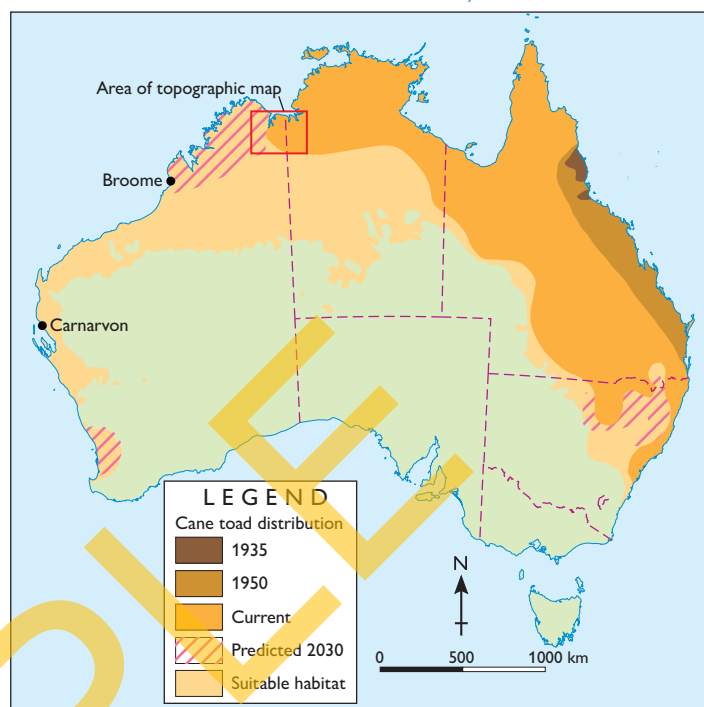 Area of topographic map
Broome
Carnarvon
LEGEND
Cane toad distribution
1935
1950
Current
Predicted 2030
Suitable habitat
N
0 500 1000 km
PLE